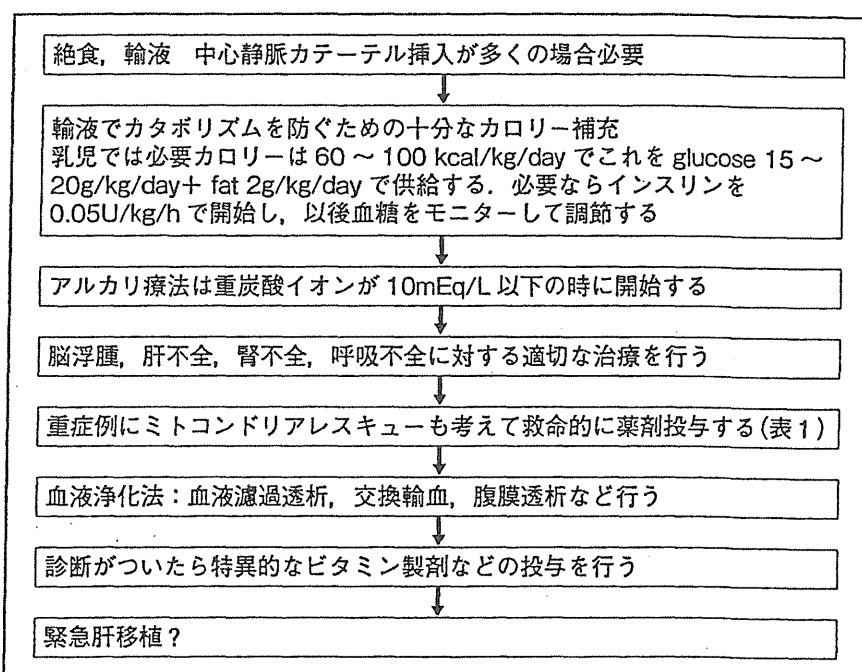 絶食，輸液　中心静脈カテーテル挿入が多くの場合必要
輸液でカタボリズムを防ぐための十分なカロリー補充
乳児では必要カロリーは 60 ～ 100 kcal/kg/day でこれを glucose 15 ～
20g/kg/day+ fat 2g/kg/day で供給する．必要ならインスリンを
0.05U/kg/h で開始し，以後血糖をモニターして調節する
アルカリ療法は重炭酸イオンが 10mEq/L 以下の時に開始する
脳浮腫，肝不全，腎不全，呼吸不全に対する適切な治療を行う
重症例にミトコンドリアレスキューも考えて救命的に薬剤投与する（表 1 ）
血液浄化法：血液濾過透析，交換輸血，腹膜透析など行う
診断がついたら特異的なビタミン製剤などの投与を行う
緊急肝移植？